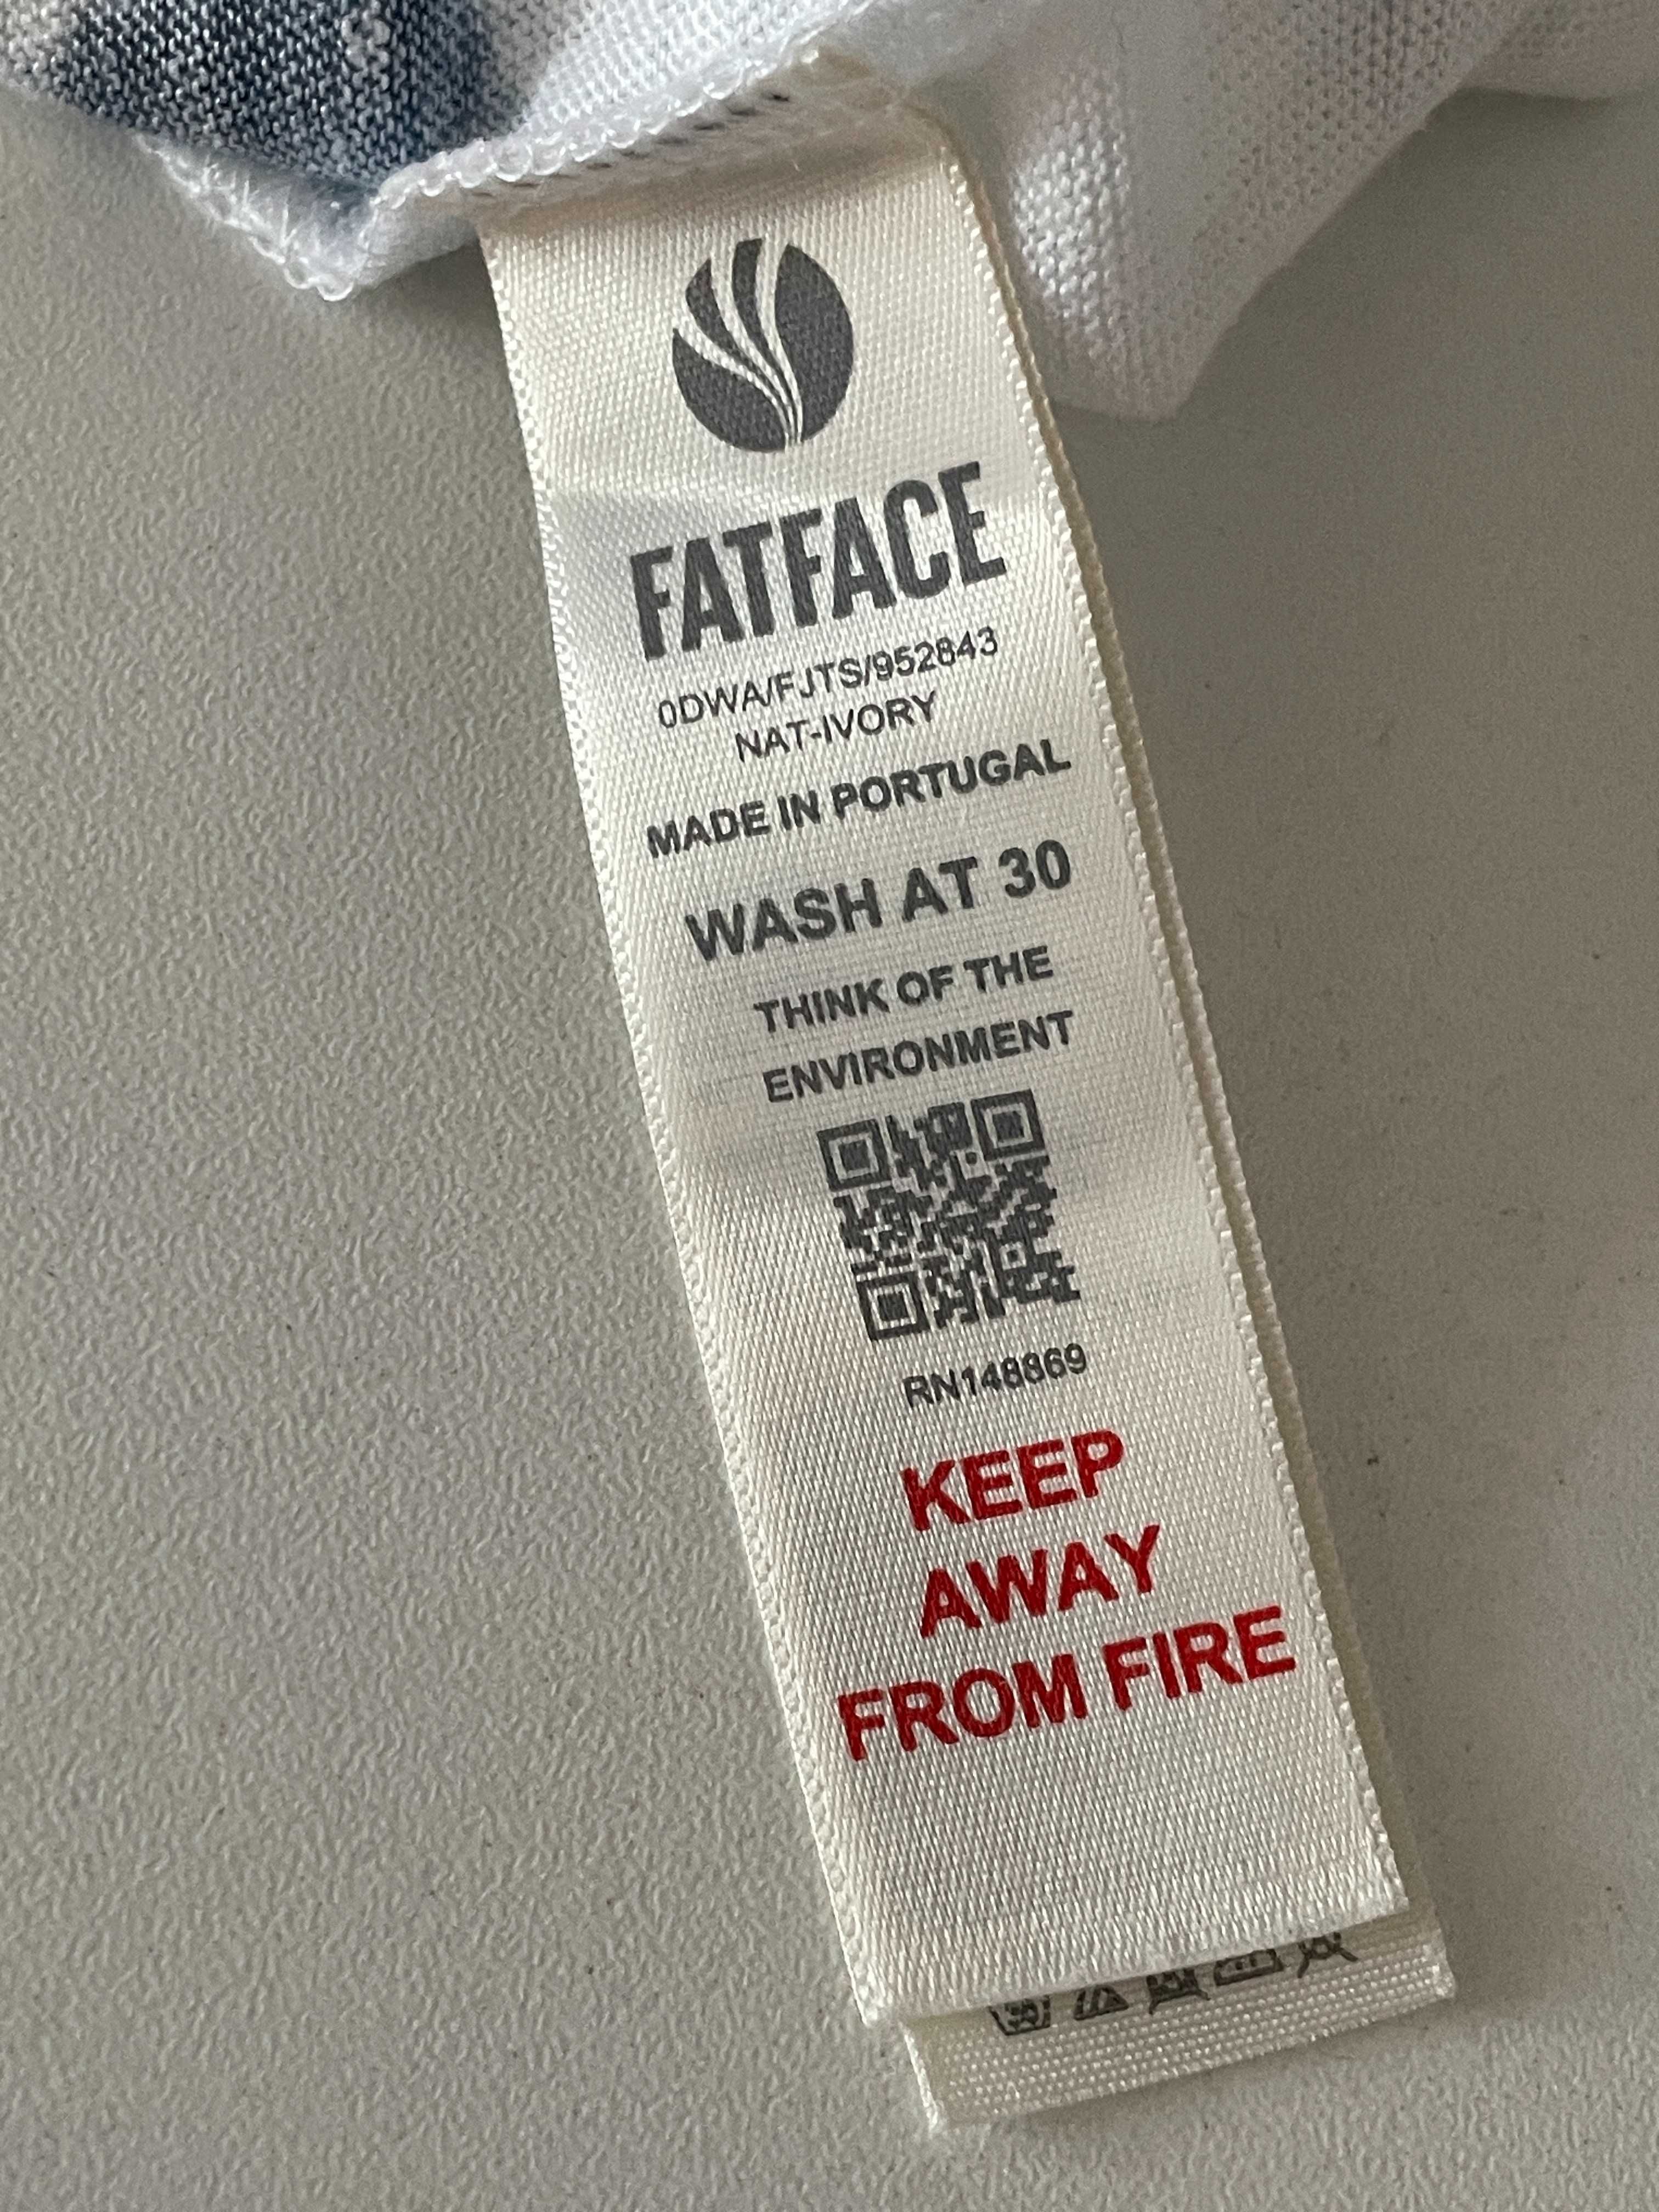 FATFACE
0DWA/FJTS/952843
NAT-IVORY
MADE IN PORTUGAL
WASH AT 30
THINK OF THE
ENVIRONMENT
RN148869
KEEP
AWAY
FROM FIRE